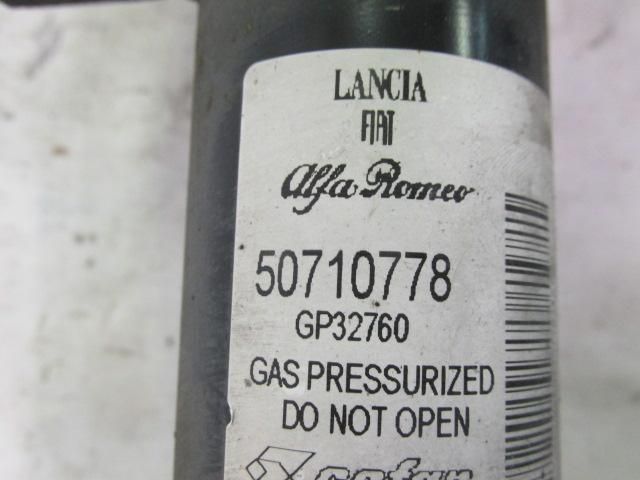 LANCIA
FIAT
Alfa Romeo
50710778
GP32760
GAS PRESSURIZED
DO NOT OPEN